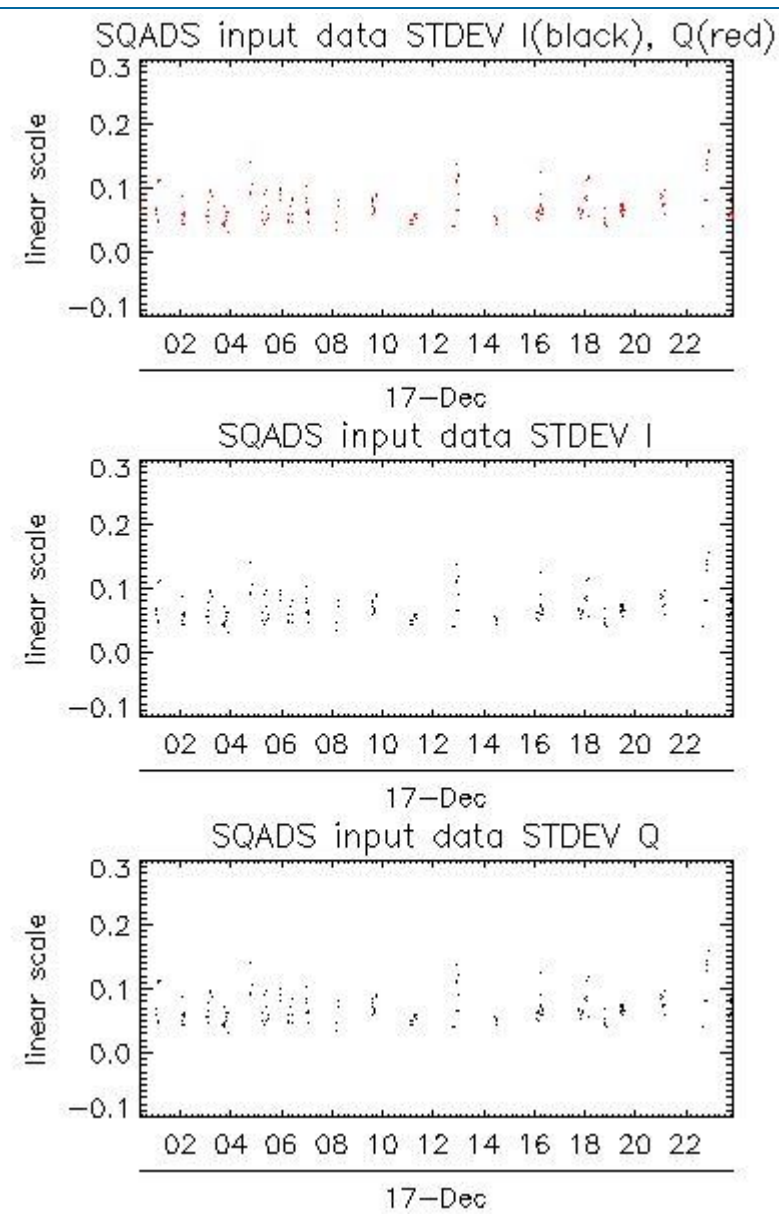 SQADS input data STDEV I(black), Q(red)
0.3
0.2
0.1
0.0
−0.1
linear scale
02 04 06 08 10 12 14 16 18 20 22
17−Dec
SQADS input data STDEV I
0.3
0.2
0.1
0.0
−0.1
linear scale
02 04 06 08 10 12 14 16 18 20 22
17−Dec
SQADS input data STDEV Q
0.3
0.2
0.1
0.0
−0.1
linear scale
02 04 06 08 10 12 14 16 18 20 22
17−Dec